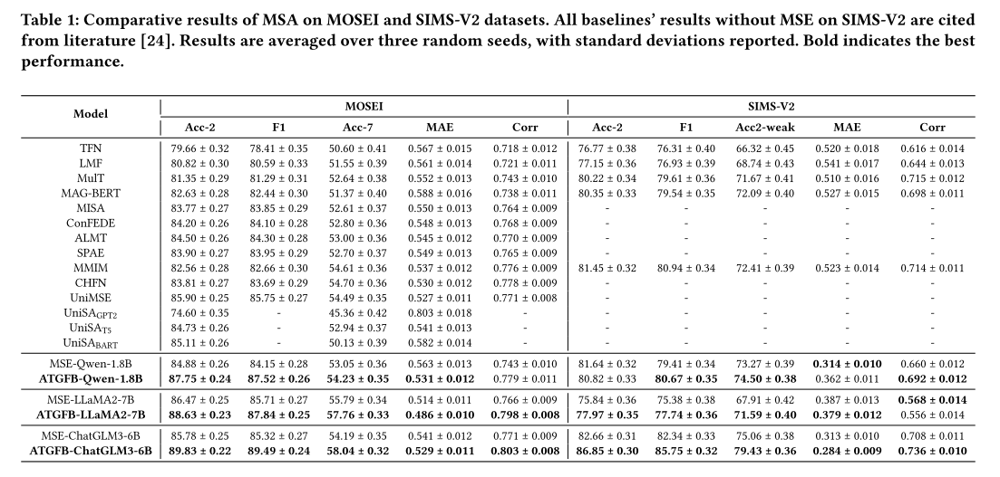 Table 1: Comparative results of MSA on MOSEI and SIMS-V2 datasets. All baselines' results without MSE on SIMS-V2 are cited
from literature [24]. Results are averaged over three random seeds, with standard deviations reported. Bold indicates the best
performance.
Model MOSEI SIMS-V2
Acc-2 F1 Acc-7 MAE Corr Acc-2 F1 Acc2-weak MAE Corr
TFN 79.66 ± 0.32 78.41 ± 0.35 50.60 ± 0.41 0.567 ± 0.015 0.718 ± 0.012 76.77 ± 0.38 76.31 ± 0.40 66.32 ± 0.45 0.520 ± 0.018 0.616 ± 0.014
LMF 80.82 ± 0.30 80.59 ± 0.33 51.55 ± 0.39 0.561 ± 0.014 0.721 ± 0.011 77.15 ± 0.36 76.93 ± 0.39 68.74 ± 0.43 0.541 ± 0.017 0.644 ± 0.013
MulT 81.35 ± 0.29 81.29 ± 0.31 52.64 ± 0.38 0.552 ± 0.013 0.743 ± 0.010 80.22 ± 0.34 79.61 ± 0.36 71.67 ± 0.41 0.510 ± 0.016 0.715 ± 0.012
MAG-BERT 82.63 ± 0.28 82.44 ± 0.30 51.37 ± 0.40 0.588 ± 0.016 0.738 ± 0.011 80.35 ± 0.33 79.54 ± 0.35 72.09 ± 0.40 0.527 ± 0.015 0.698 ± 0.011
MISA 83.77 ± 0.27 83.85 ± 0.29 52.61 ± 0.37 0.550 ± 0.013 0.764 ± 0.009 - - - - -
ConFEDE 84.20 ± 0.26 84.10 ± 0.28 52.80 ± 0.36 0.548 ± 0.013 0.768 ± 0.009 - - - - -
ALMT 84.50 ± 0.26 84.30 ± 0.28 53.00 ± 0.36 0.545 ± 0.012 0.770 ± 0.009 - - - - -
SPAE 83.90 ± 0.27 83.95 ± 0.29 52.70 ± 0.37 0.549 ± 0.013 0.765 ± 0.009 - - - - -
MMIM 82.56 ± 0.28 82.66 ± 0.30 54.61 ± 0.36 0.537 ± 0.012 0.776 ± 0.009 81.45 ± 0.32 80.94 ± 0.34 72.41 ± 0.39 0.523 ± 0.014 0.714 ± 0.011
CHFN 83.81 ± 0.27 83.69 ± 0.29 54.70 ± 0.36 0.530 ± 0.012 0.778 ± 0.009 - - - - -
UniMSE 85.90 ± 0.25 85.75 ± 0.27 54.49 ± 0.36 0.527 ± 0.011 0.771 ± 0.008 - - - - -
UniSAGPT2 74.60 ± 0.35 - 45.36 ± 0.42 0.803 ± 0.018 - - - - - -
UniSAT5 84.73 ± 0.26 - 52.94 ± 0.37 0.541 ± 0.013 - - - - - -
UniSABART 85.11 ± 0.26 - 50.13 ± 0.39 0.582 ± 0.014 - - - - - -
MSE-Qwen-1.8B 84.88 ± 0.26 84.15 ± 0.28 53.05 ± 0.36 0.563 ± 0.013 0.743 ± 0.010 81.64 ± 0.32 79.41 ± 0.34 73.27 ± 0.39 0.314 ± 0.010 0.660 ± 0.012
ATGFB-Qwen-1.8B 87.75 ± 0.24 87.52 ± 0.26 54.23 ± 0.35 0.531 ± 0.012 0.779 ± 0.011 80.82 ± 0.33 80.67 ± 0.35 74.50 ± 0.38 0.362 ± 0.011 0.692 ± 0.012
MSE-LLaMA2-7B 86.47 ± 0.25 85.71 ± 0.27 55.79 ± 0.34 0.514 ± 0.011 0.766 ± 0.009 75.84 ± 0.36 75.38 ± 0.38 67.91 ± 0.42 0.387 ± 0.013 0.568 ± 0.014
ATGFB-LLaMA2-7B 88.63 ± 0.23 87.84 ± 0.25 57.76 ± 0.33 0.486 ± 0.010 0.798 ± 0.008 77.97 ± 0.35 77.74 ± 0.36 71.59 ± 0.40 0.379 ± 0.012 0.556 ± 0.014
MSE-ChatGLM3-6B 85.78 ± 0.25 85.32 ± 0.27 54.19 ± 0.35 0.541 ± 0.012 0.771 ± 0.009 82.66 ± 0.31 82.34 ± 0.33 75.06 ± 0.38 0.313 ± 0.010 0.708 ± 0.011
ATGFB-ChatGLM3-6B 89.83 ± 0.22 89.49 ± 0.24 58.04 ± 0.32 0.529 ± 0.011 0.803 ± 0.008 86.85 ± 0.30 85.75 ± 0.32 79.43 ± 0.36 0.284 ± 0.009 0.736 ± 0.010